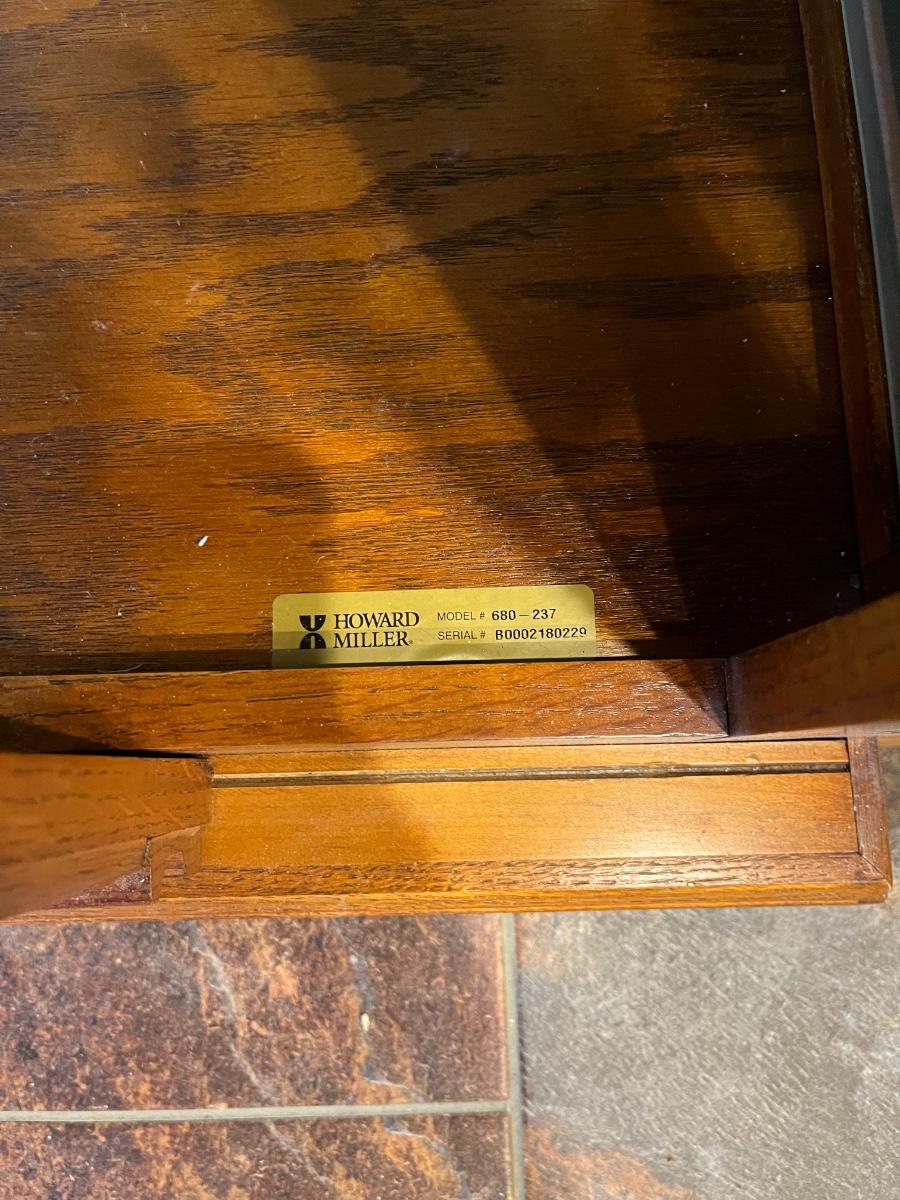 HOWARD
MILLER®
MODEL # 680-237
SERIAL # B0002180229